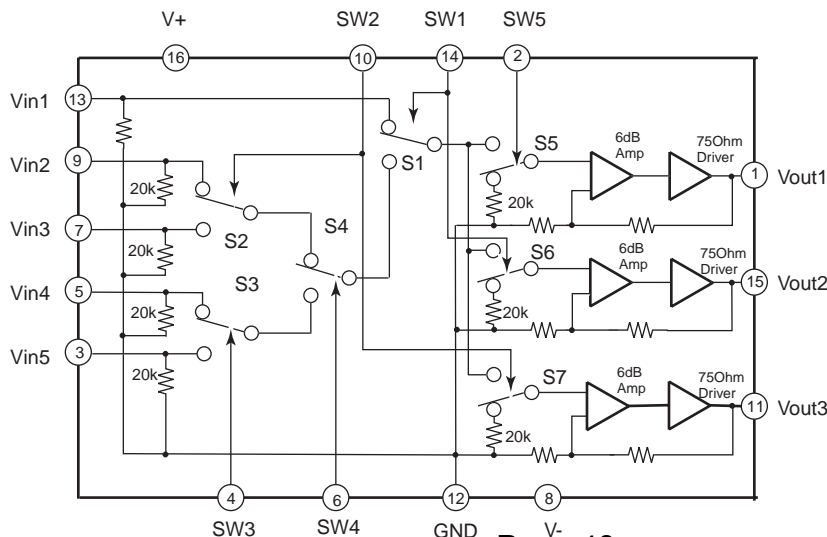 V+
SW2
SW1
SW5
16
10
14
2
Vin1
13
Vin2
9
20k
Vin3
7
20k
Vin4
5
20k
Vin5
3
20k
S1
S2
S3
S4
S5
20k
6dB
Amp
75Ohm
Driver
1
Vout1
S6
20k
6dB
Amp
75Ohm
Driver
15
Vout2
S7
20k
6dB
Amp
75Ohm
Driver
11
Vout3
4
6
12
8
SW3
SW4
GND
V-